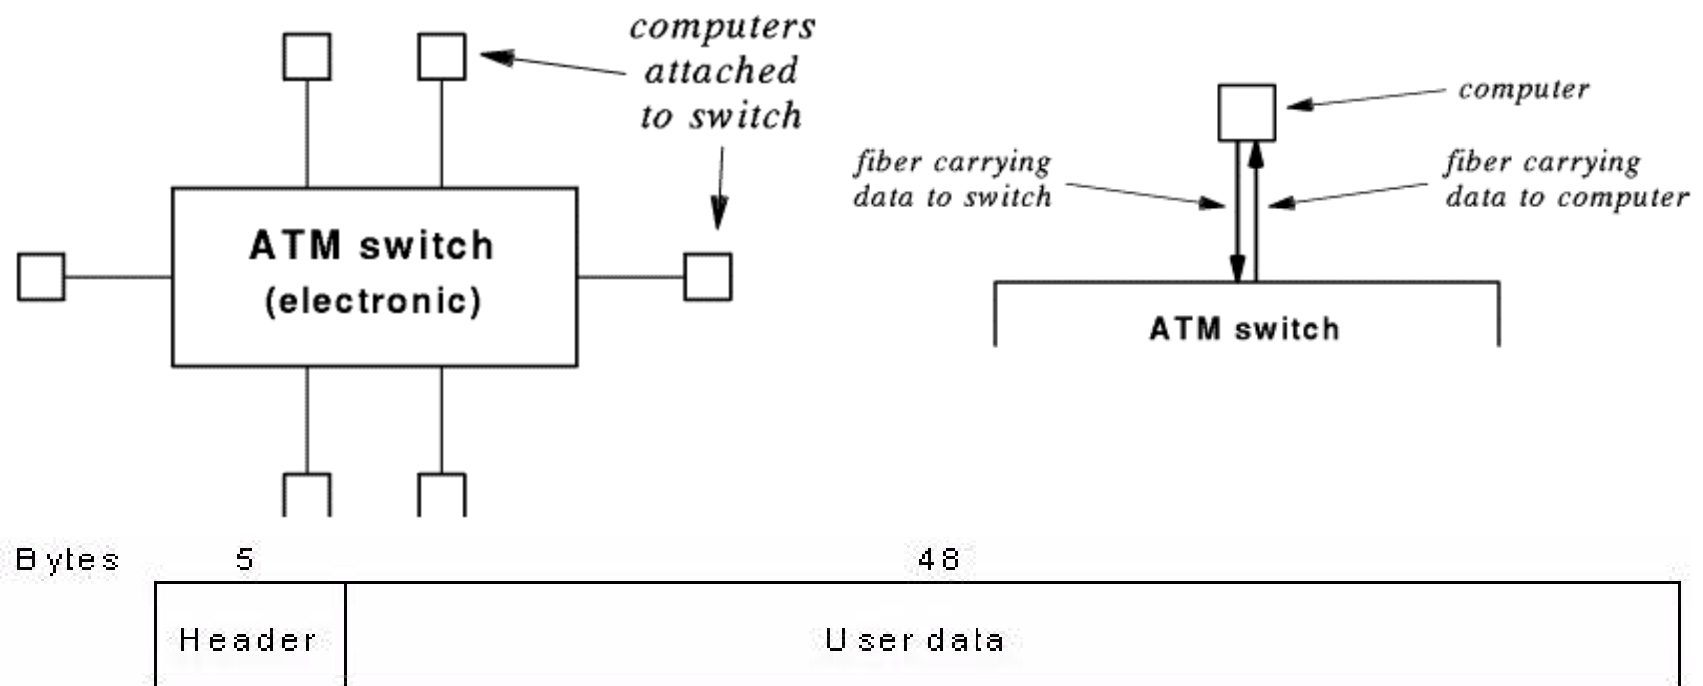 computers
attached
to switch
ATM switch
(electronic)
computer
fiber carrying
data to switch
fiber carrying
data to computer
ATM switch
Bytes 5 48
Header User data